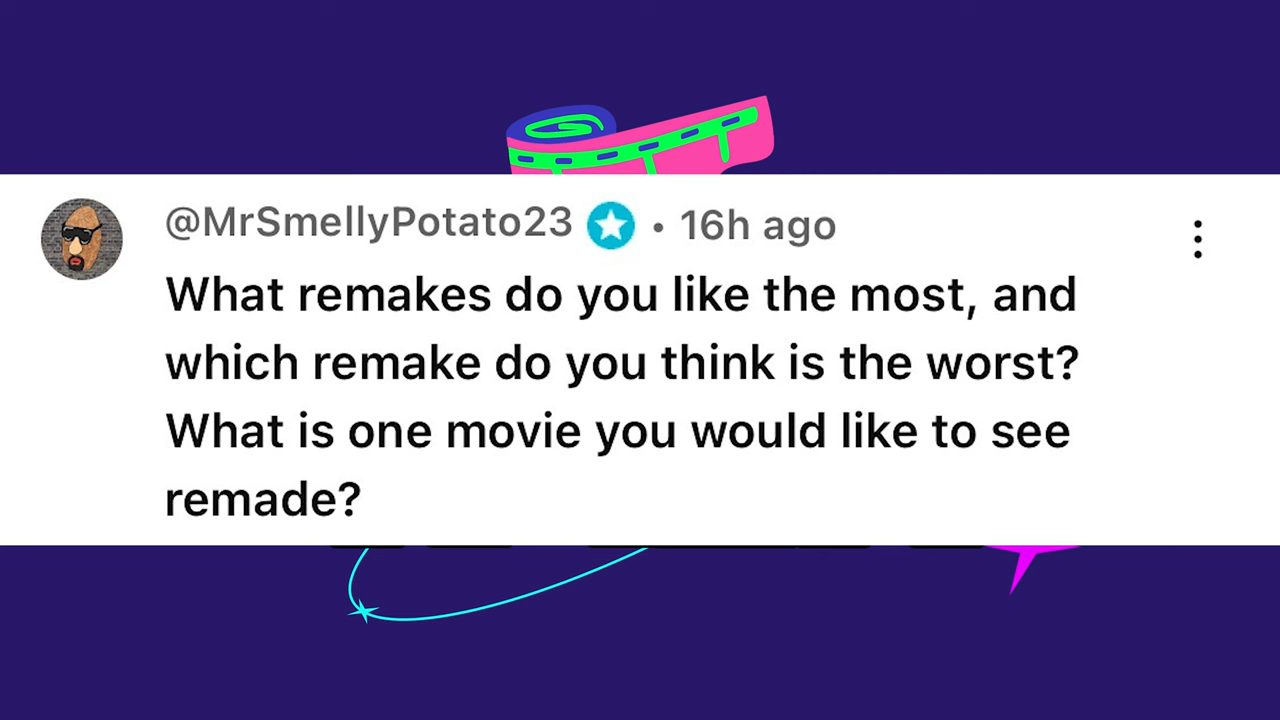 @MrSmellyPotato23 • 16h ago
What remakes do you like the most, and
which remake do you think is the worst?
What is one movie you would like to see
remade?